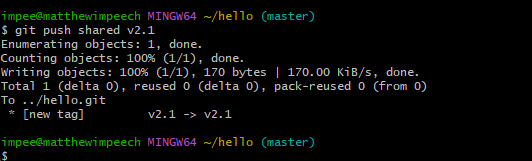 impee@matthewimpeech MINGW64 ~/hello (master)
$ git push shared v2.1
Enumerating objects: 1, done.
Counting objects: 100% (1/1), done.
Writing objects: 100% (1/1), 170 bytes | 170.00 KiB/s, done.
Total 1 (delta 0), reused 0 (delta 0), pack-reused 0 (from 0)
To ../hello.git
 * [new tag]         v2.1 -> v2.1

impee@matthewimpeech MINGW64 ~/hello (master)
$